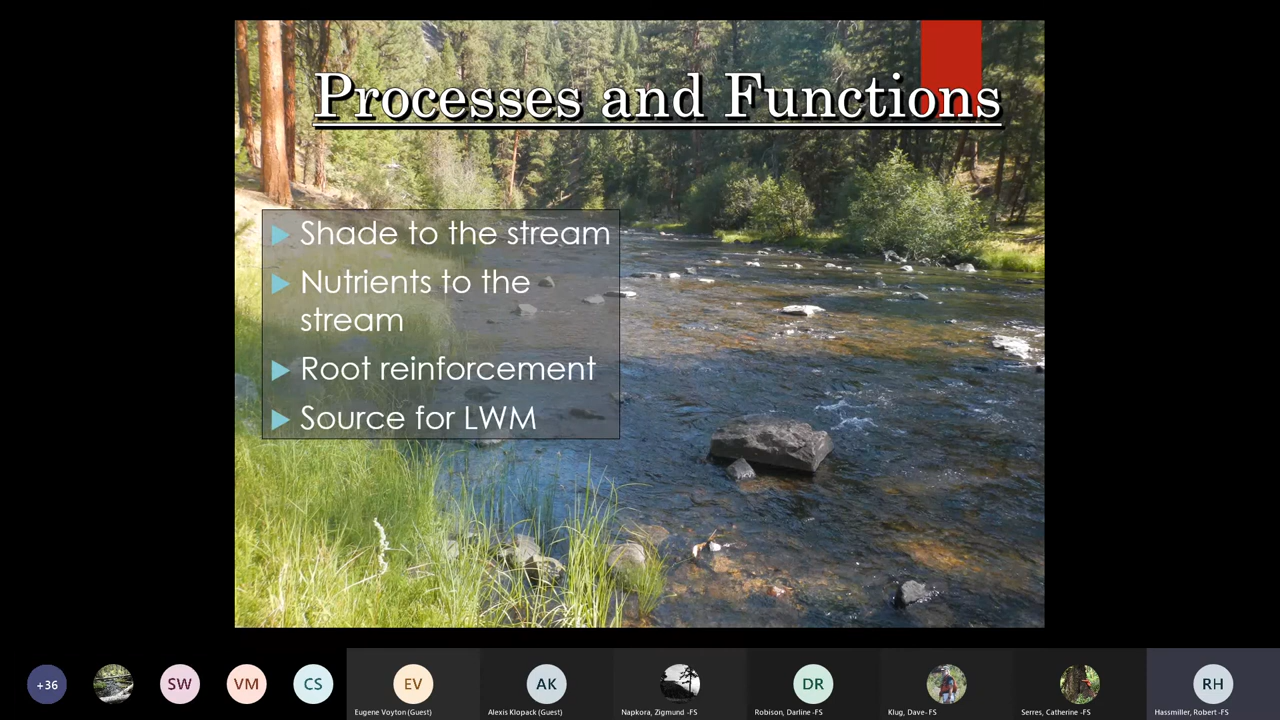 Processes and Functions
Shade to the stream
Nutrients to the
stream
Root reinforcement
Source for LWM
+36
SW
VM
CS
EV
AK
DR
RH
Eugene Voyton (Guest)
Alexis Klopack (Guest)
Napkora, Zigmund -FS
Robison, Darline -FS
Klug, Dave- FS
Serres, Catherine -FS
Hassmiller, Robert -FS